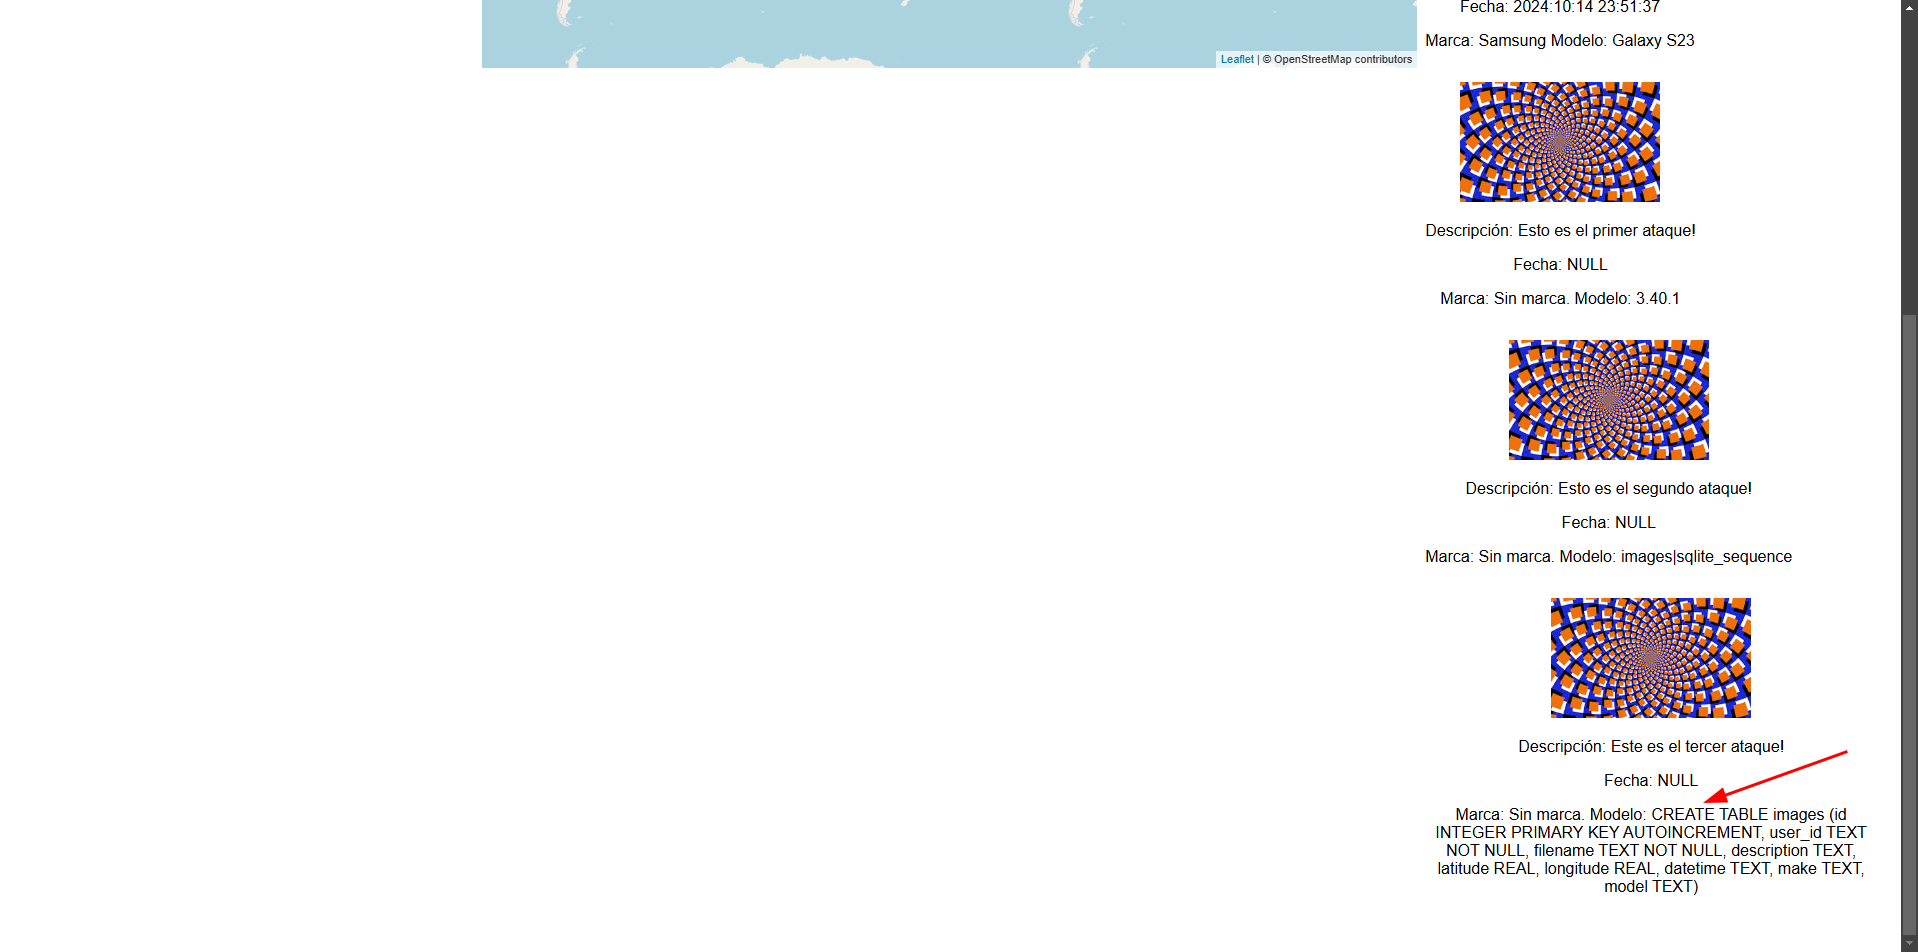 Fecha: 2024:10:14 23:51:37
Marca: Samsung Modelo: Galaxy S23
Leaflet | © OpenStreetMap contributors
Descripción: Esto es el primer ataque!
Fecha: NULL
Marca: Sin marca. Modelo: 3.40.1
Descripción: Esto es el segundo ataque!
Fecha: NULL
Marca: Sin marca. Modelo: images|sqlite_sequence
Descripción: Este es el tercer ataque!
Fecha: NULL
Marca: Sin marca. Modelo: CREATE TABLE images (id
INTEGER PRIMARY KEY AUTOINCREMENT, user_id TEXT
NOT NULL, filename TEXT NOT NULL, description TEXT,
latitude REAL, longitude REAL, datetime TEXT, make TEXT,
model TEXT)